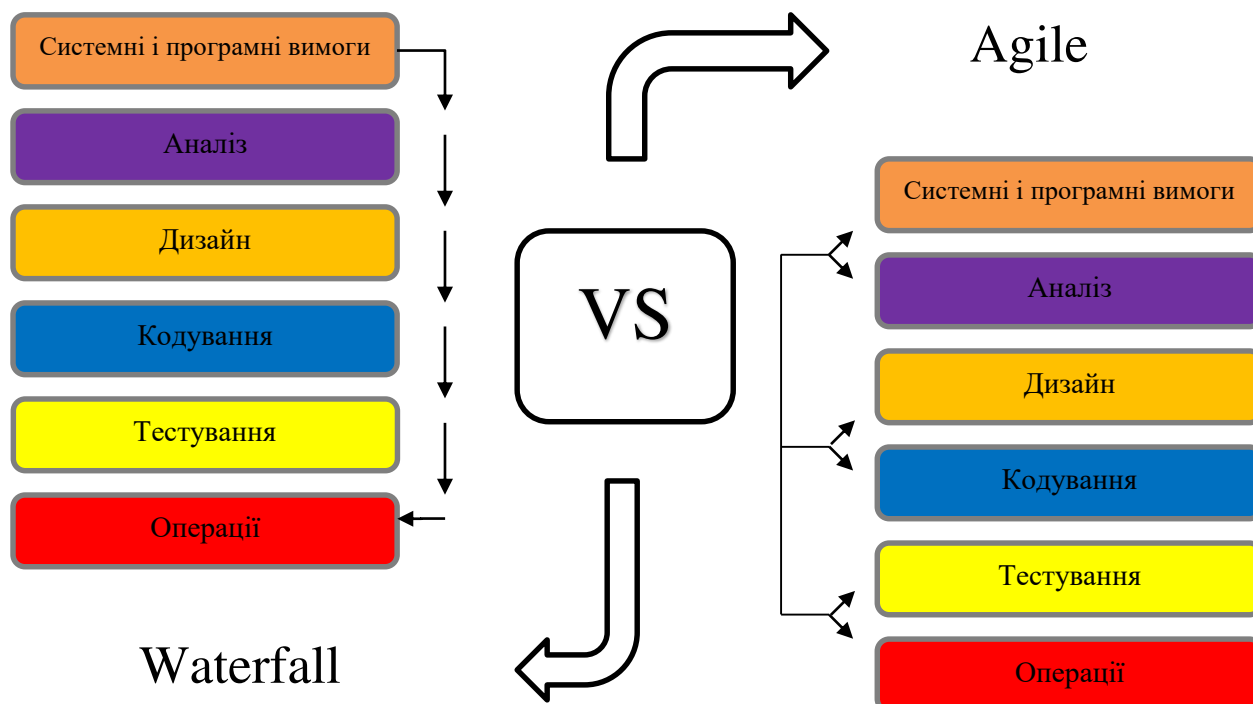 Системні і програмні вимоги
Аналіз
Дизайн
Кодування
Тестування
Операції
Waterfall
VS
Agile
Системні і програмні вимоги
Аналіз
Дизайн
Кодування
Тестування
Операції